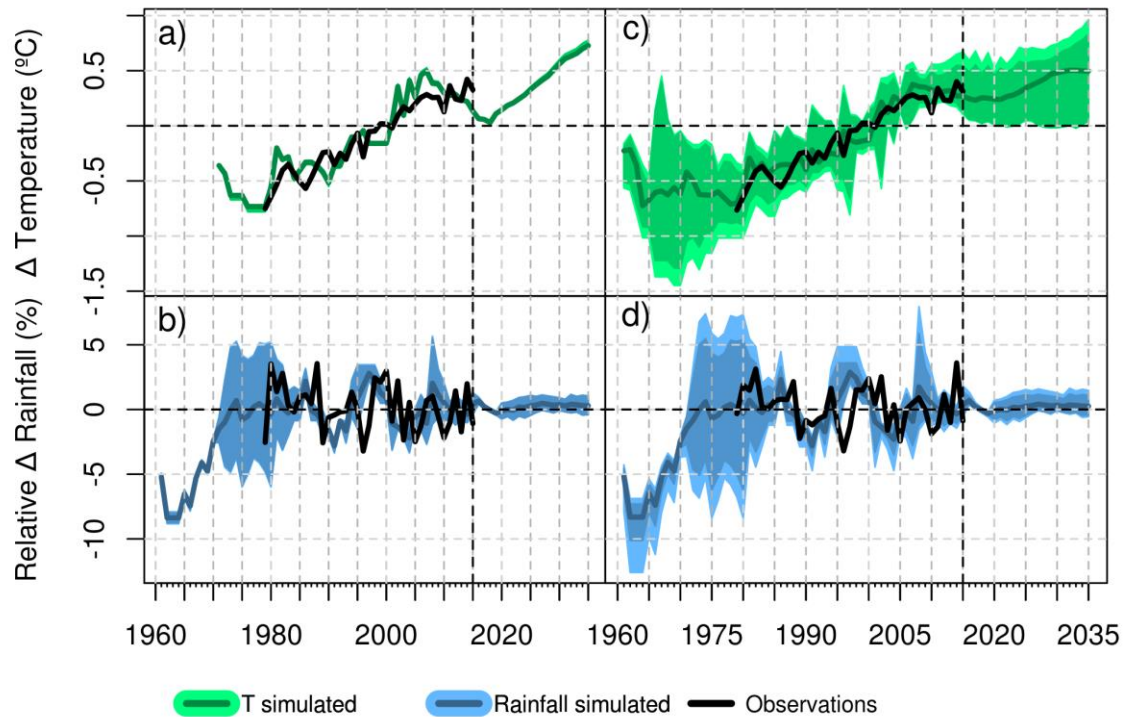 Relative Δ Rainfall (%) Δ Temperature (ºC)
a) c)
0.5
-0.5
-1.5
b) d)
5
0
-5
-10
1960 1980 2000 2020 1960 1975 1990 2005 2020 2035
T simulated Rainfall simulated Observations